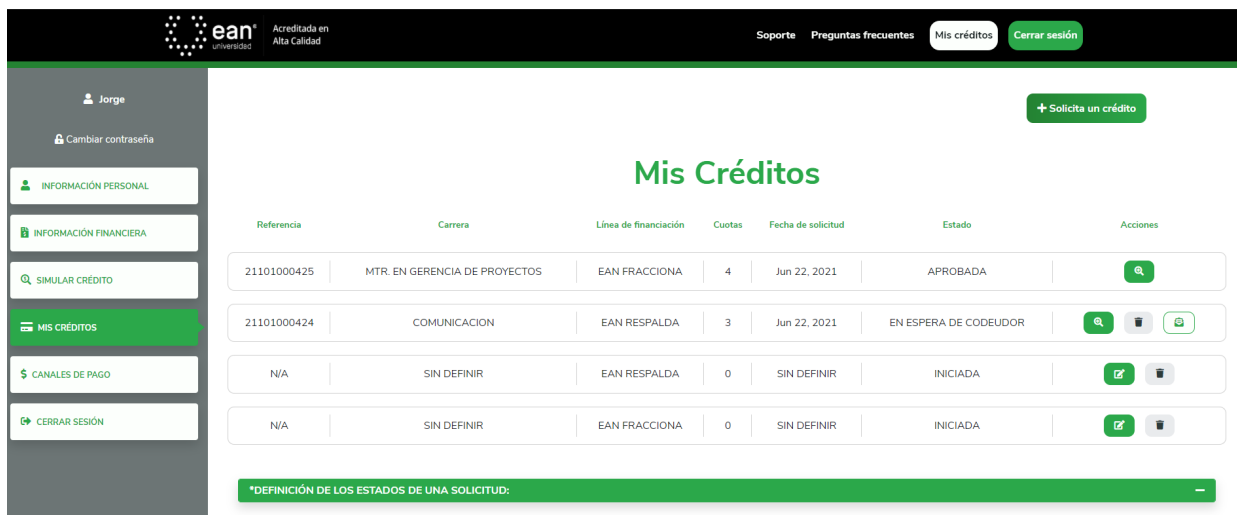 ean®
universidad
Acreditada en
Alta Calidad
Soporte Preguntas frecuentes Mis créditos Cerrar sesión
Jorge
Cambiar contraseña
INFORMACIÓN PERSONAL
INFORMACIÓN FINANCIERA
SIMULAR CRÉDITO
MIS CRÉDITOS
$ CANALES DE PAGO
CERRAR SESIÓN
+ Solicita un crédito
Mis Créditos
Referencia Carrera Línea de financiación Cuotas Fecha de solicitud Estado Acciones
21101000425 MTR. EN GERENCIA DE PROYECTOS EAN FRACCIONA 4 Jun 22, 2021 APROBADA
21101000424 COMUNICACION EAN RESPALDA 3 Jun 22, 2021 EN ESPERA DE CODEUDOR
N/A SIN DEFINIR EAN RESPALDA 0 SIN DEFINIR INICIADA
N/A SIN DEFINIR EAN FRACCIONA 0 SIN DEFINIR INICIADA
*DEFINICIÓN DE LOS ESTADOS DE UNA SOLICITUD: −